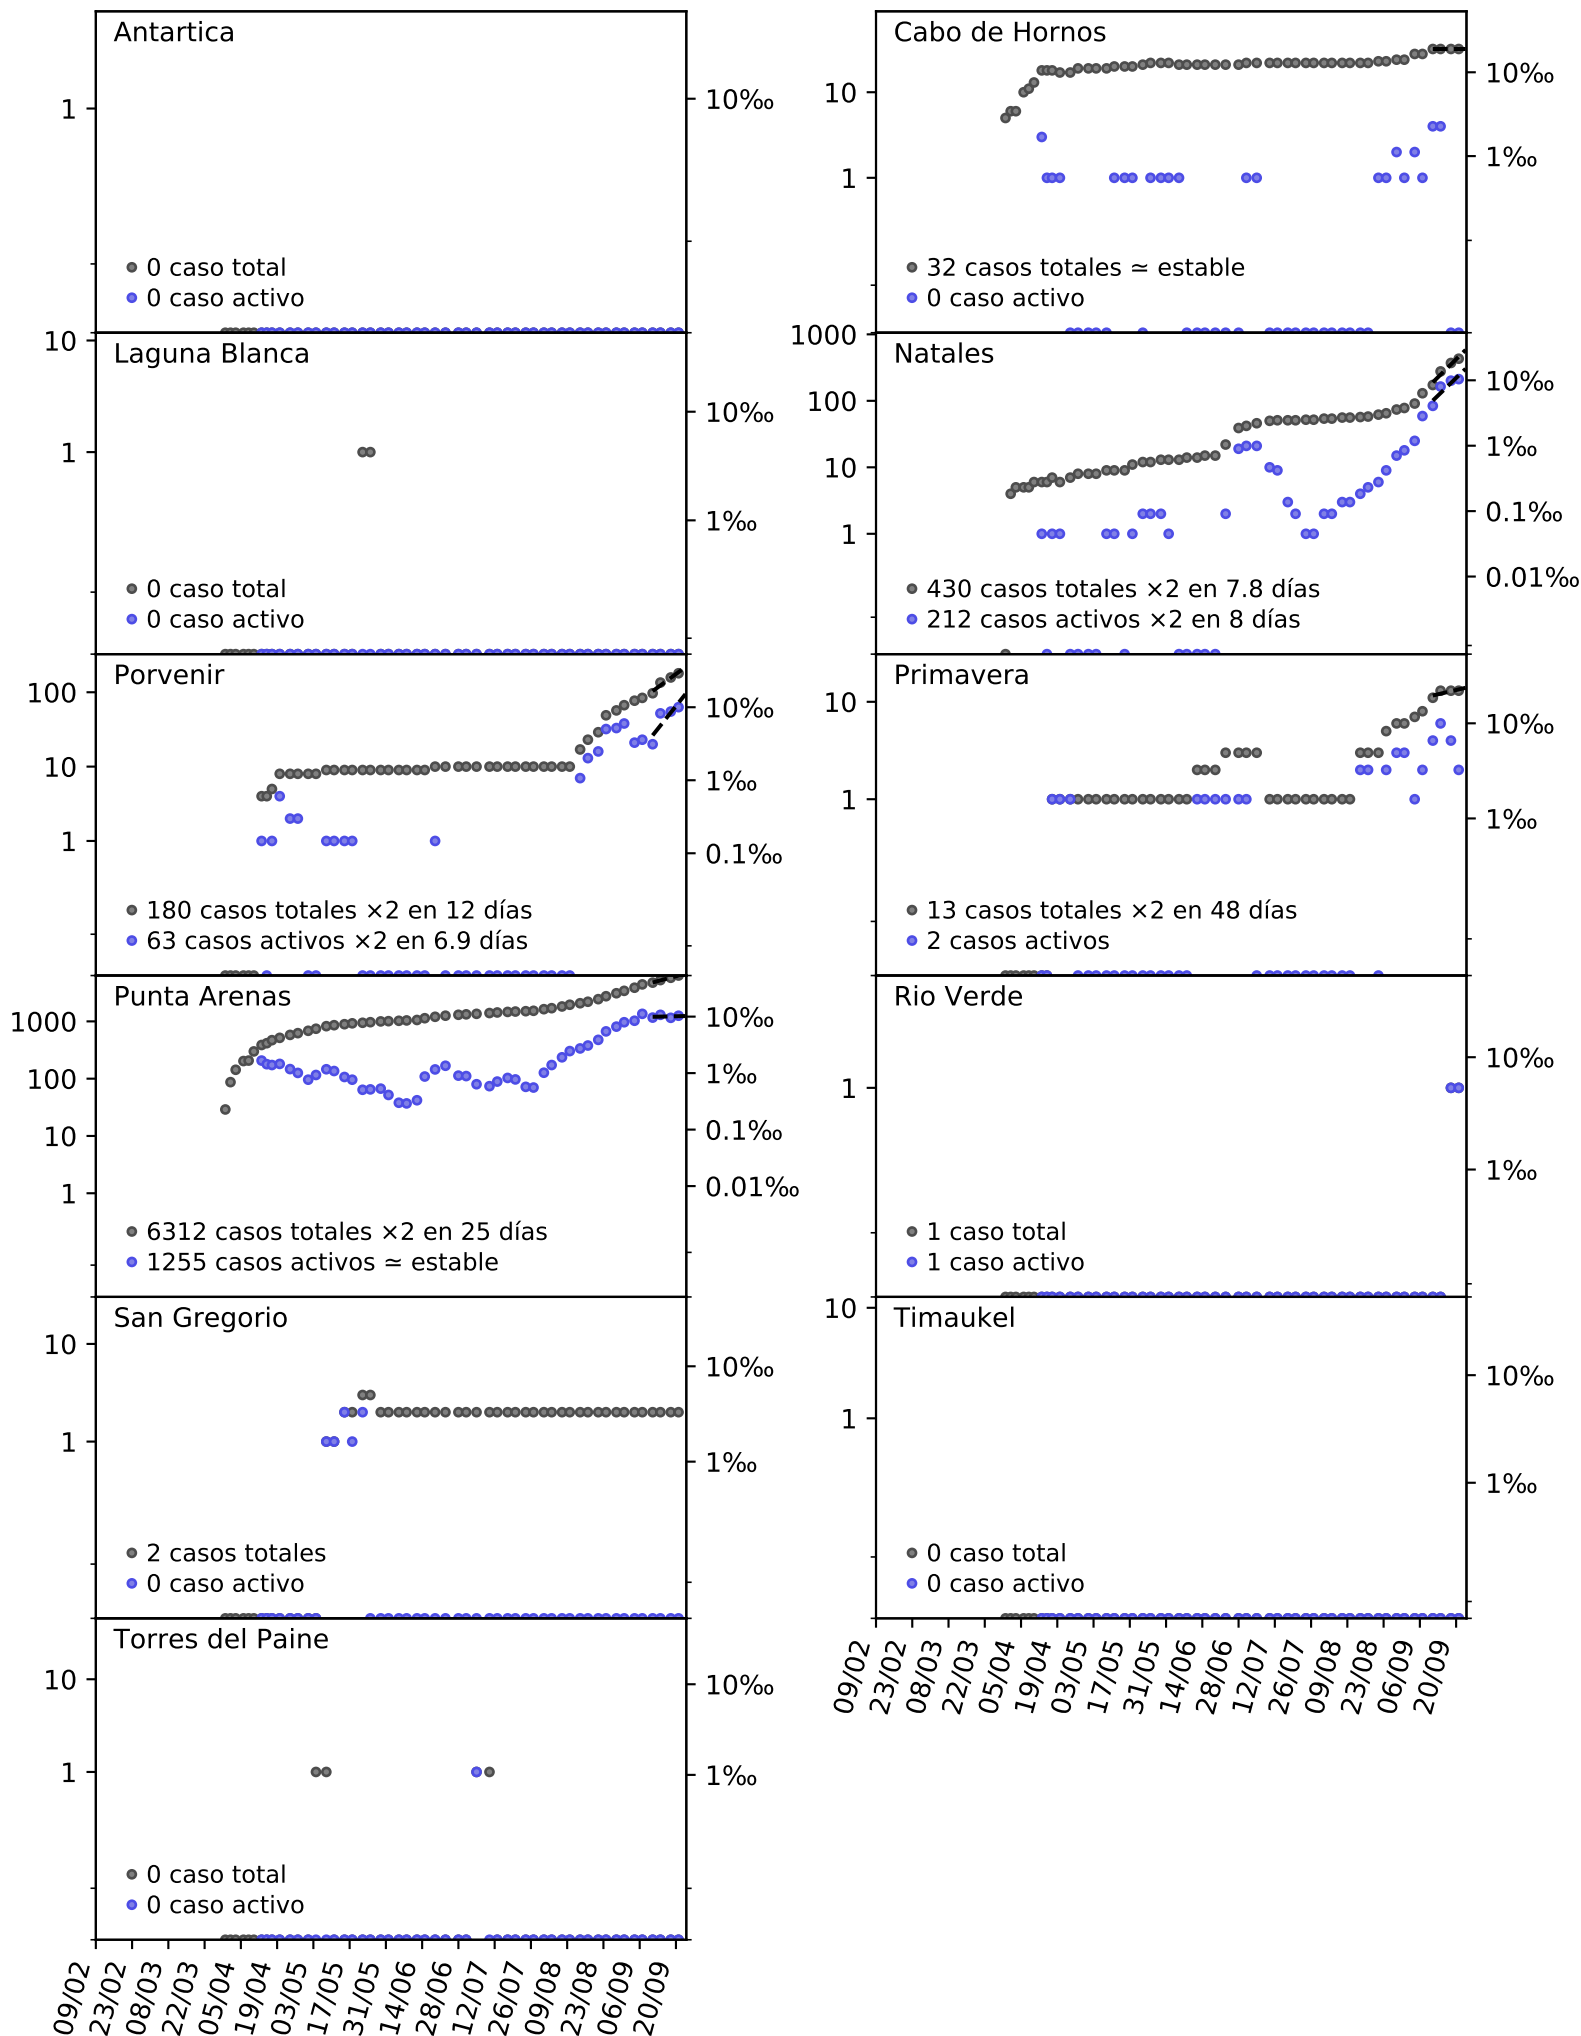 Antartica
1
10‰
0 caso total
0 caso activo
Cabo de Hornos
10
1
10‰
1‰
32 casos totales ≃ estable
0 caso activo
Laguna Blanca
10
1
10‰
1‰
0 caso total
0 caso activo
Natales
1000
100
10
1
10‰
1‰
0.1‰
0.01‰
430 casos totales ×2 en 7.8 días
212 casos activos ×2 en 8 días
Porvenir
100
10
1
10‰
1‰
0.1‰
180 casos totales ×2 en 12 días
63 casos activos ×2 en 6.9 días
Primavera
10
1
10‰
1‰
13 casos totales ×2 en 48 días
2 casos activos
Punta Arenas
1000
100
10
1
10‰
1‰
0.1‰
0.01‰
6312 casos totales ×2 en 25 días
1255 casos activos ≃ estable
Rio Verde
1
10‰
1‰
1 caso total
1 caso activo
San Gregorio
10
1
10‰
1‰
2 casos totales
0 caso activo
Timaukel
10
1
10‰
1‰
0 caso total
0 caso activo
09/02
23/02
08/03
22/03
05/04
19/04
03/05
17/05
31/05
14/06
28/06
12/07
26/07
09/08
23/08
06/09
20/09
Torres del Paine
10
1
10‰
1‰
0 caso total
0 caso activo
09/02
23/02
08/03
22/03
05/04
19/04
03/05
17/05
31/05
14/06
28/06
12/07
26/07
09/08
23/08
06/09
20/09